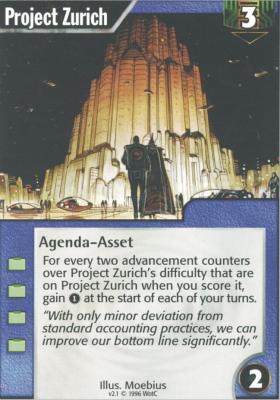 Project Zurich
3
Agenda–Asset
For every two advancement counters
over Project Zurich's difficulty that are
on Project Zurich when you score it,
gain 1 at the start of each of your turns.
"With only minor deviation from
standard accounting practices, we can
improve our bottom line significantly."
2
Illus. Moebius
v2.1 © 1996 WotC